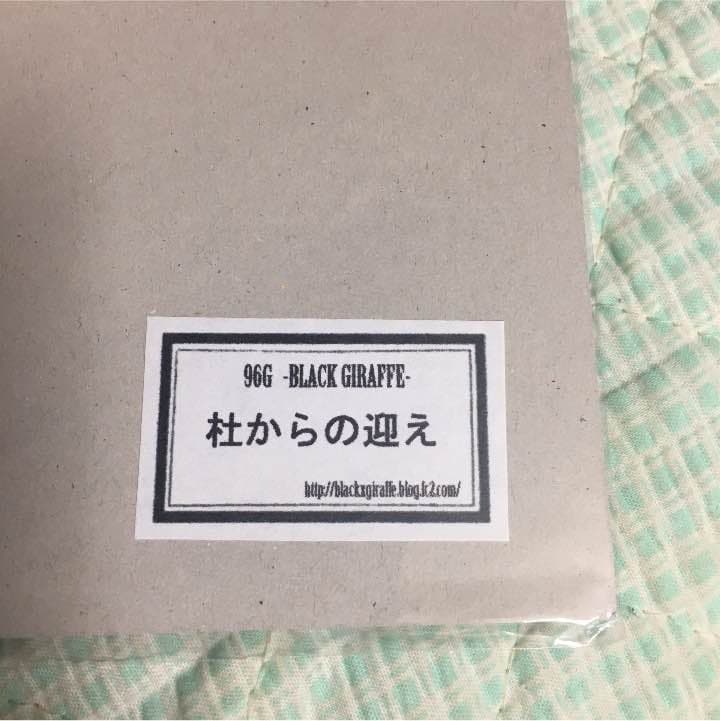 96G -BLACK GIRAFFE-
杜からの迎え
http://blackxgiraffe.blog.fc2.com/